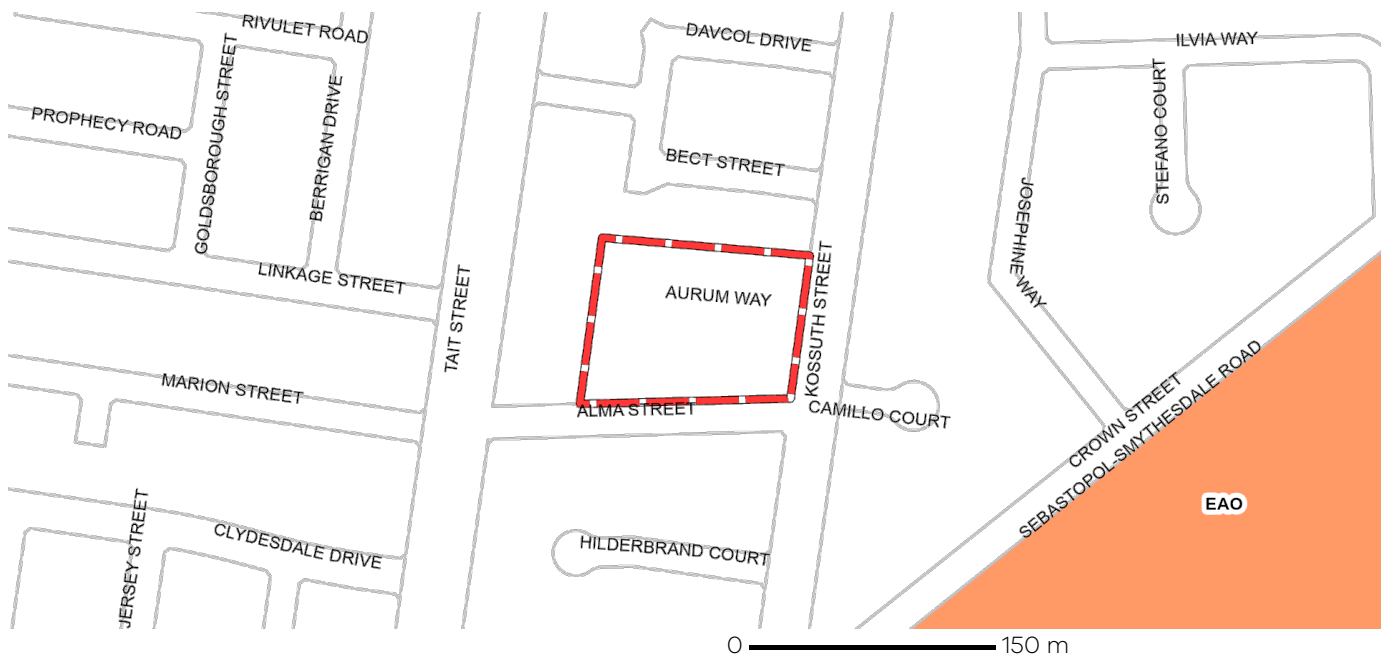 RIVULET ROAD
DAVCOL DRIVE
ILVIA WAY
GOLDSBOROUGH STREET
BERRIGAN DRIVE
STEFANO COURT
PROPHECY ROAD
BECT STREET
JOSEPHINE WAY
LINKAGE STREET
TAIT STREET
AURUM WAY
KOSSUTH STREET
MARION STREET
ALMA STREET
CAMILLO COURT
CROWN STREET
SEBASTOPOL-SMYTHESDALE ROAD
EAO
JERSEY STREET
CLYDESDALE DRIVE
HILDERBRAND COURT
0 150 m